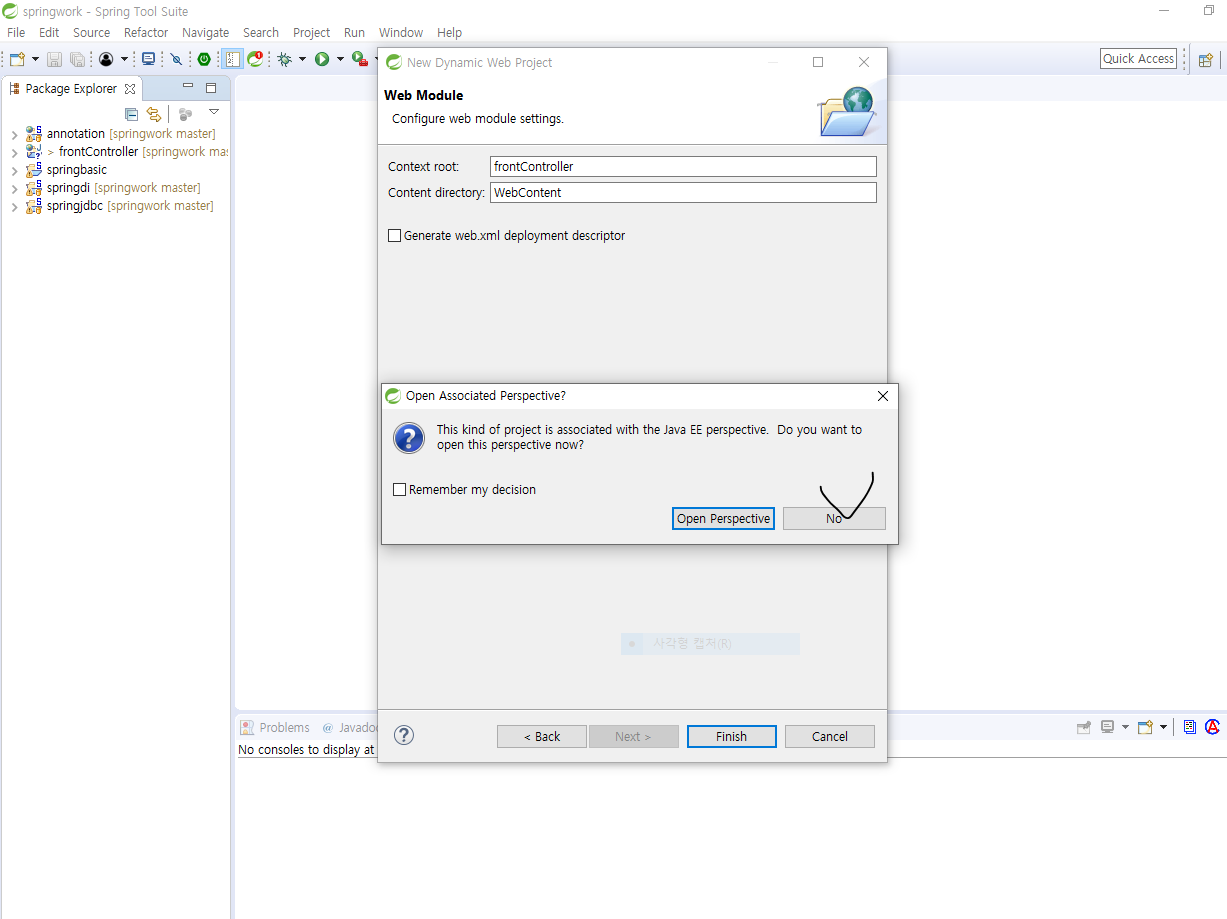 springwork - Spring Tool Suite
File Edit Source Refactor Navigate Search Project Run Window Help
Quick Access
Package Explorer
annotation [springwork master]
> frontController [springwork mas
springbasic
springdi [springwork master]
springjdbc [springwork master]
New Dynamic Web Project
Web Module
Configure web module settings.
Context root: frontController
Content directory: WebContent
Generate web.xml deployment descriptor
Open Associated Perspective?
This kind of project is associated with the Java EE perspective. Do you want to
open this perspective now?
Remember my decision
Open Perspective No
사각형 캡처(R)
< Back Next > Finish Cancel
Problems @ Javadoc
No consoles to display at